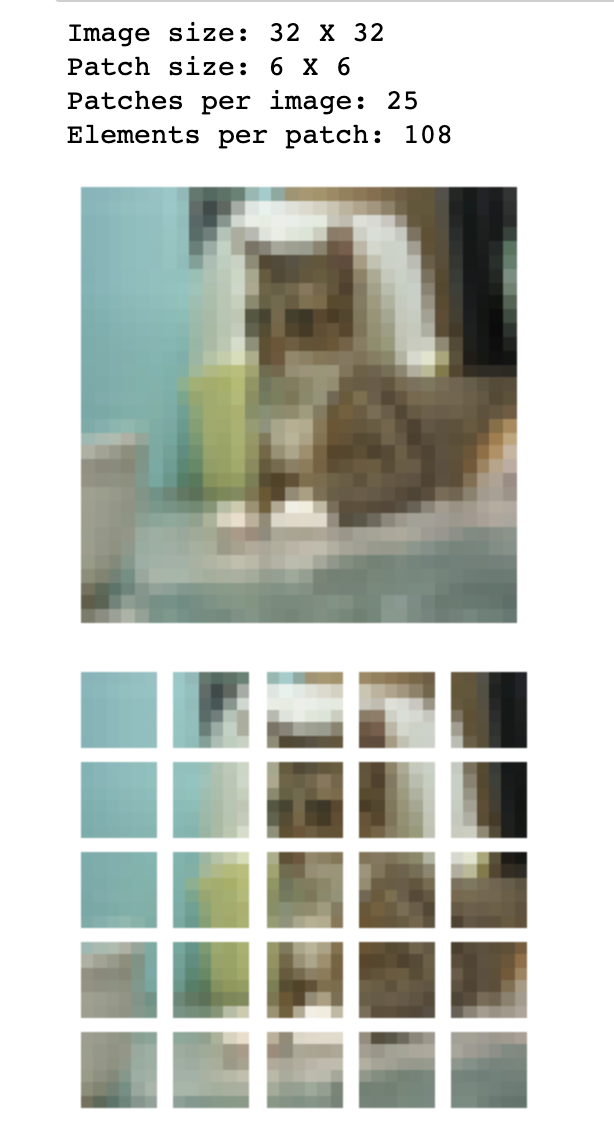 Image size: 32 X 32
Patch size: 6 X 6
Patches per image: 25
Elements per patch: 108